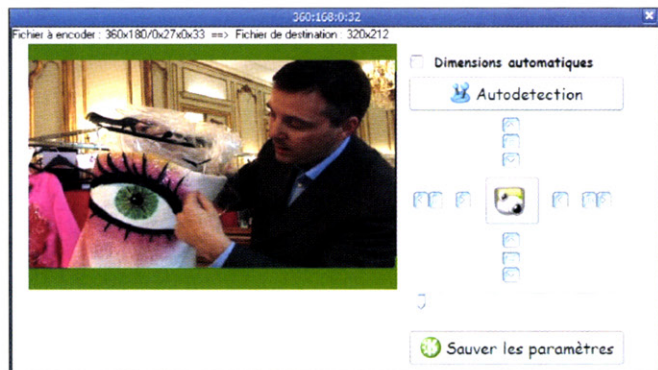 360:168:0:32
Fichier à encoder : 360x180/0x27x0x33 ==> Fichier de destination : 320x212
Dimensions automatiques
Autodetection
Sauver les paramètres